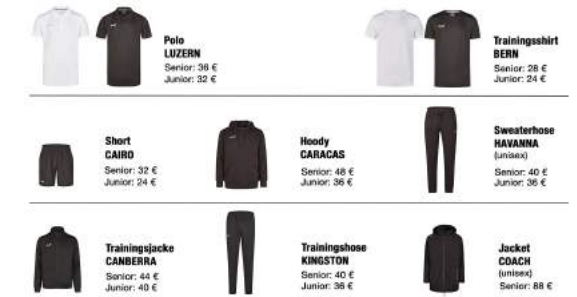 Polo
LUZERN
Senior: 36 €
Junior: 32 €
Trainingsshirt
BERN
Senior: 28 €
Junior: 24 €
Short
CAIRO
Senior: 32 €
Junior: 24 €
Hoody
CARACAS
Senior: 48 €
Junior: 36 €
Sweaterhose
HAVANNA
(unisex)
Senior: 40 €
Junior: 36 €
Trainingsjacke
CANBERRA
Senior: 44 €
Junior: 40 €
Trainingshose
KINGSTON
Senior: 40 €
Junior: 36 €
Jacket
COACH
(unisex)
Senior: 88 €